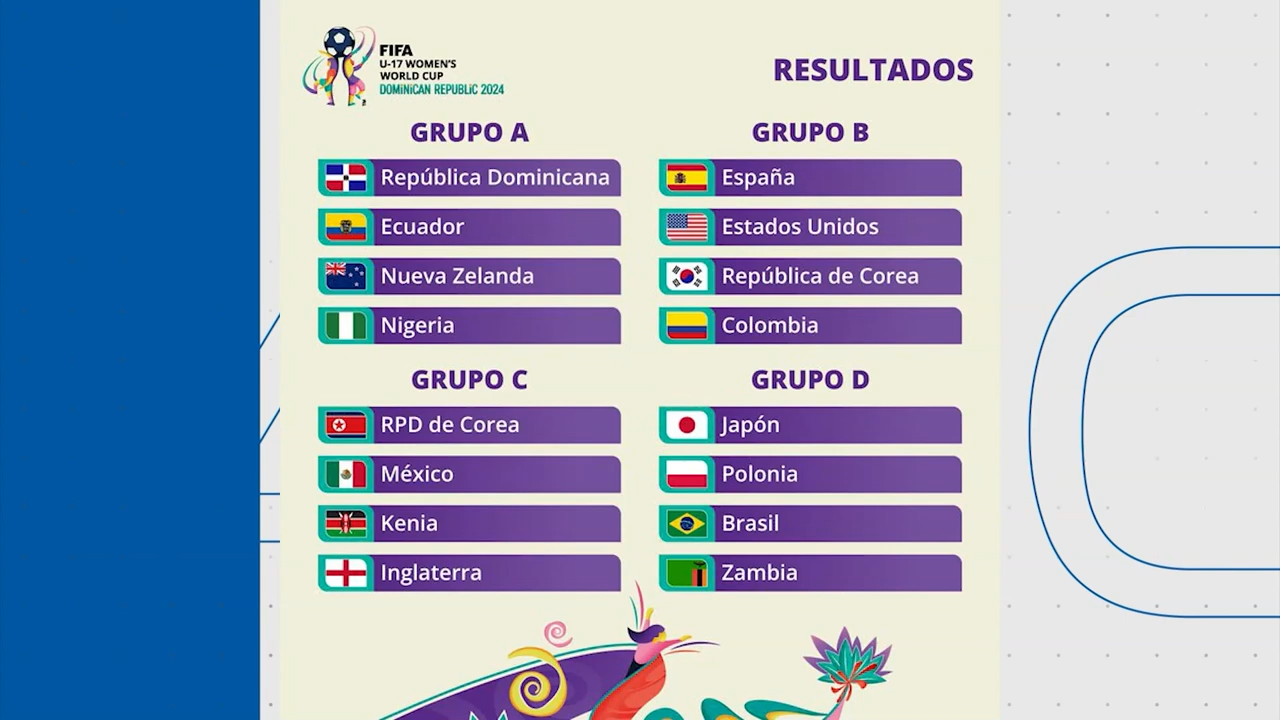 FIFA
U-17 WOMEN'S
WORLD CUP
DOMINICAN REPUBLIC 2024
RESULTADOS
GRUPO A
República Dominicana
Ecuador
Nueva Zelanda
Nigeria
GRUPO B
España
Estados Unidos
República de Corea
Colombia
GRUPO C
RPD de Corea
México
Kenia
Inglaterra
GRUPO D
Japón
Polonia
Brasil
Zambia